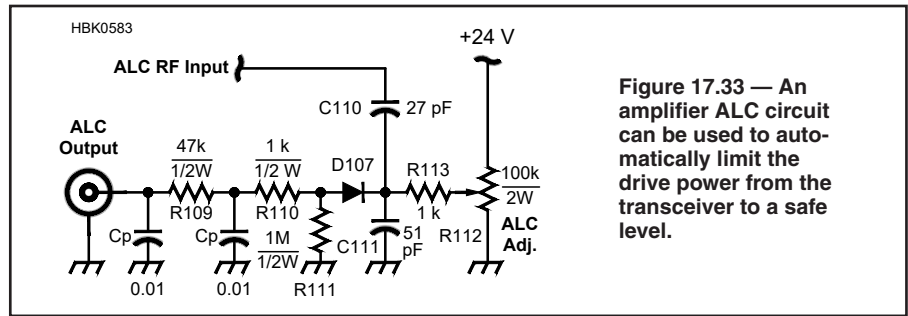 HBK0583
+24 V
ALC RF Input
C110
27 pF
ALC
Output
47k
1/2W
R109
1 k
1/2 W
R110
D107
R113
1 k
100k
2W
ALC
Adj.
R112
Cp
0.01
Cp
0.01
1M
1/2W
R111
C111
51
pF
Figure 17.33 — An
amplifier ALC circuit
can be used to auto-
matically limit the
drive power from the
transceiver to a safe
level.